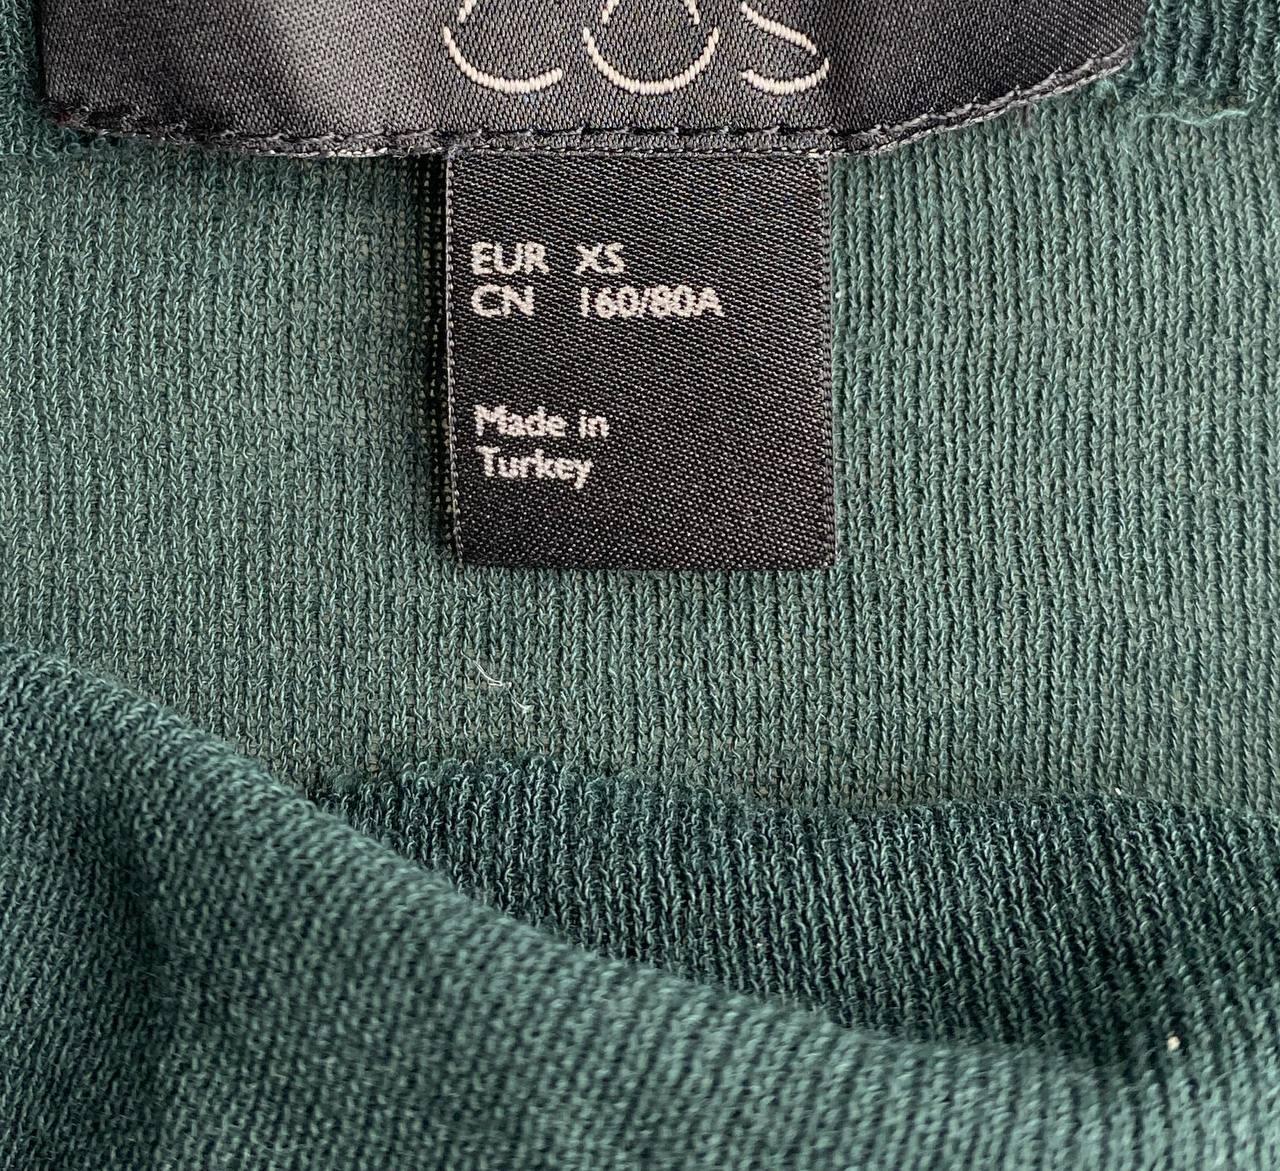 EUR XS
CN 160/80A
Made in
Turkey